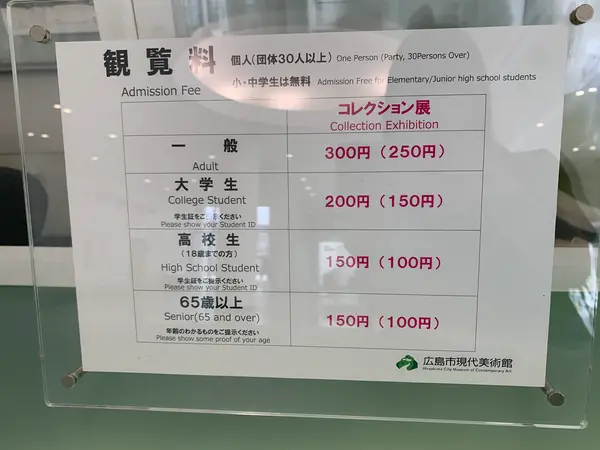 観覧料 個人(団体30人以上) One Person (Party, 30Persons Over)
Admission Fee 小・中学生は無料 Admission Free for Elementary/Junior high school students
コレクション展
Collection Exhibition
一般 300円(250円)
Adult
大学生
College Student 200円(150円)
学生証をご提示ください
Please show your Student ID
高校生
(18歳までの方) 150円(100円)
High School Student
学生証をご提示ください
Please show your Student ID
65歳以上
Senior(65 and over) 150円(100円)
年齢のわかるものをご提示ください
Please show some proof of your age
広島市現代美術館
Hiroshima City Museum of Contemporary Art